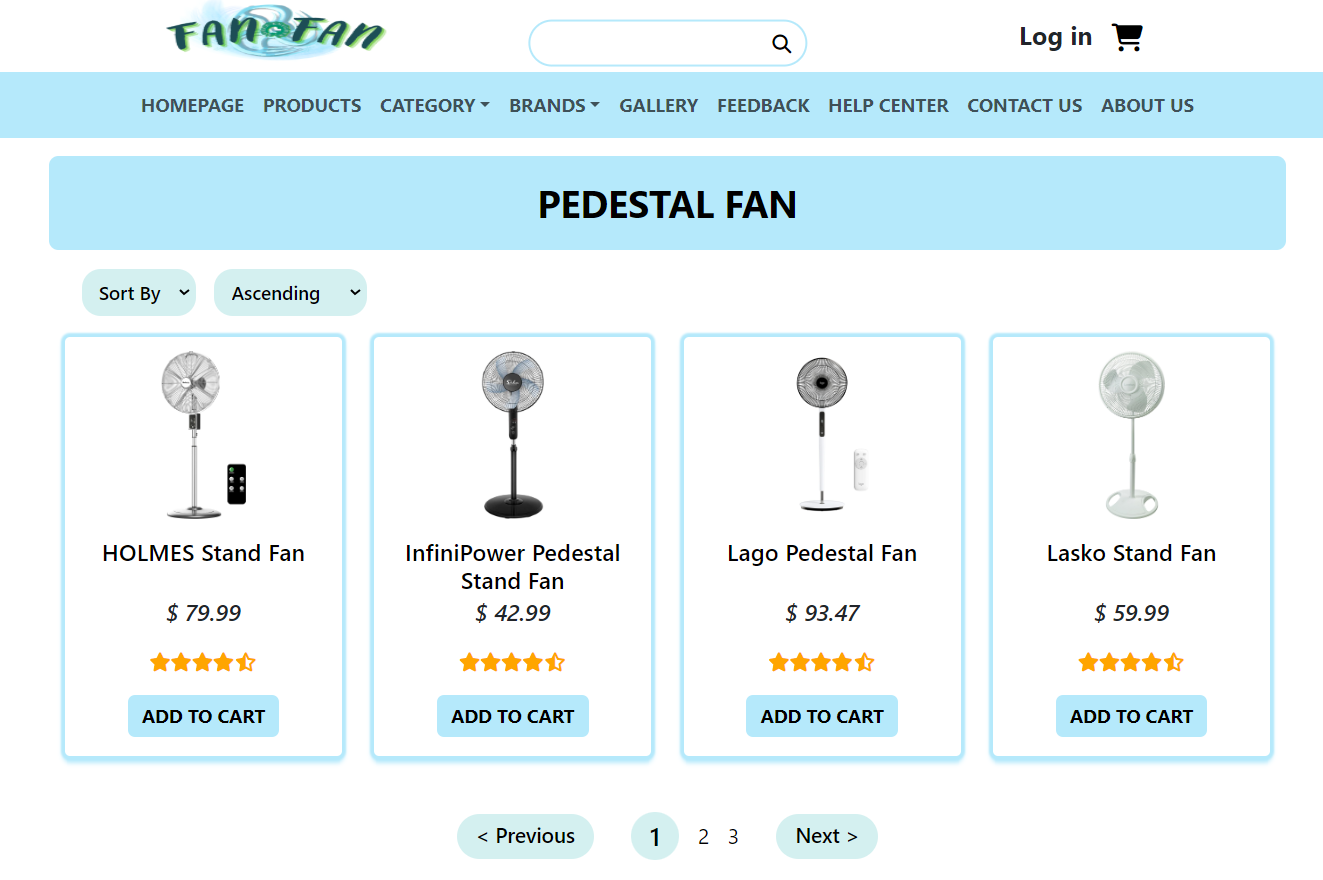 FAN FAN
Log in
HOMEPAGE PRODUCTS CATEGORY BRANDS GALLERY FEEDBACK HELP CENTER CONTACT US ABOUT US
PEDESTAL FAN
Sort By Ascending
HOLMES Stand Fan
$ 79.99
ADD TO CART
InfiniPower Pedestal
Stand Fan
$ 42.99
ADD TO CART
Lago Pedestal Fan
$ 93.47
ADD TO CART
Lasko Stand Fan
$ 59.99
ADD TO CART
< Previous 1 2 3 Next >